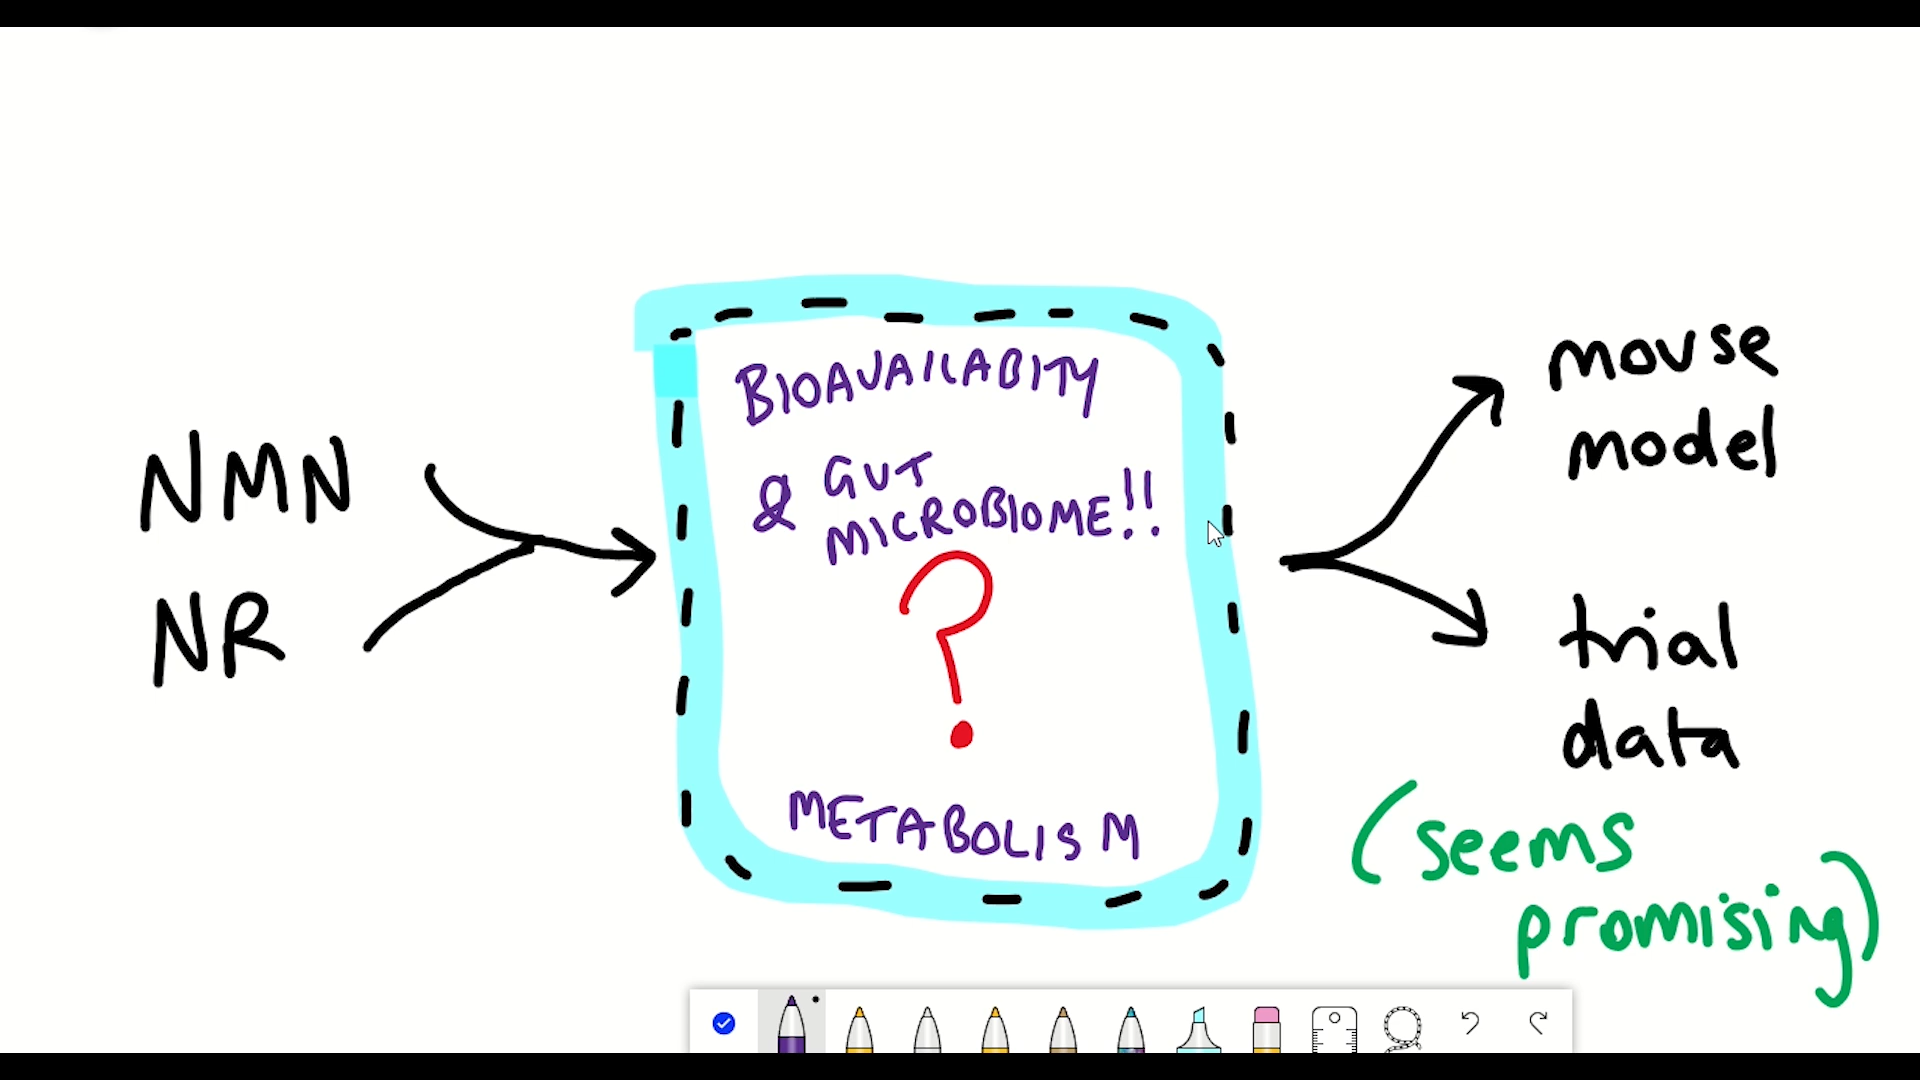 NMN
NR
BIOAVAILABITY
& GUT
MICROBIOME!!
?
METABOLISM
mouse
model
trial
data
(seems
promising)